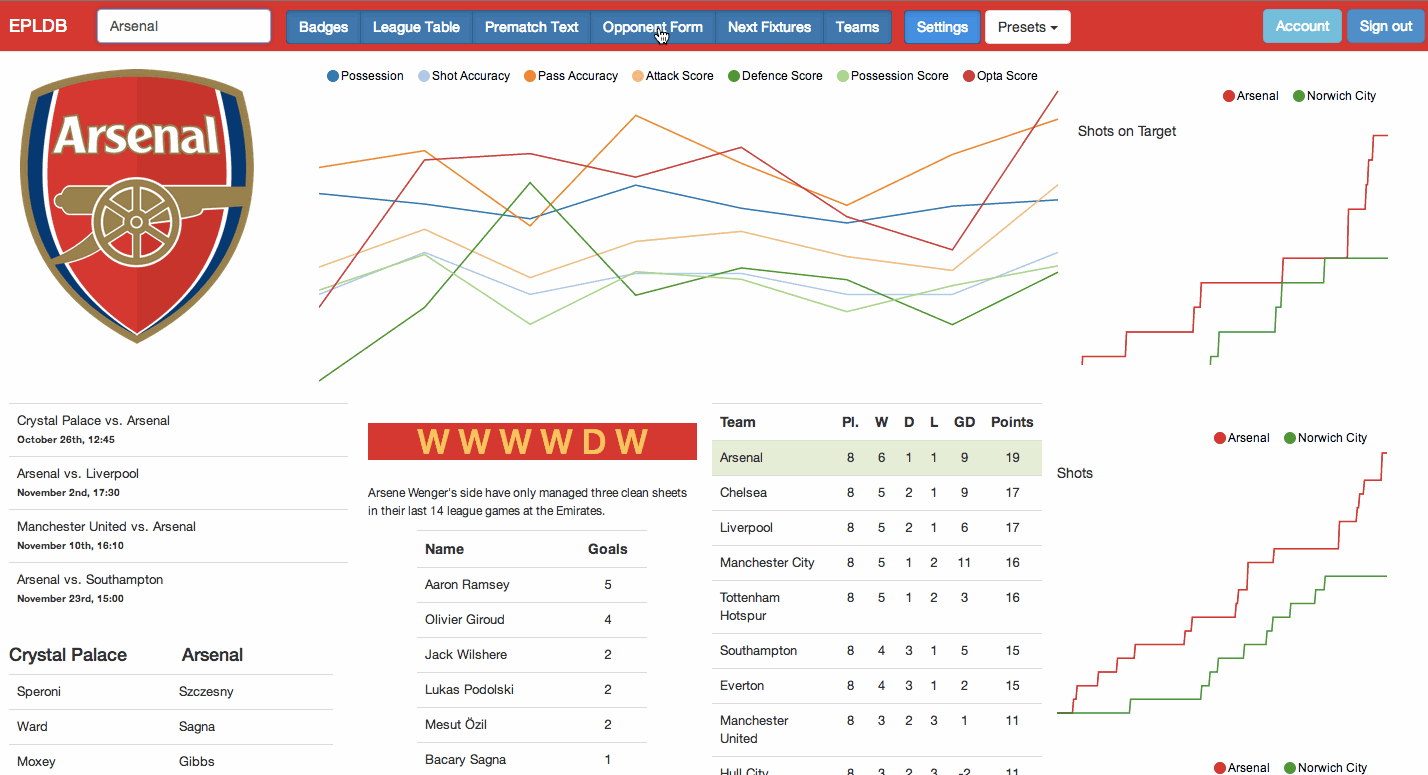 EPLDB Arsenal Badges League Table Prematch Text Opponent Form Next Fixtures Teams Settings Presets Account Sign out
Arsenal
Possession Shot Accuracy Pass Accuracy Attack Score Defence Score Possession Score Opta Score
Arsenal Norwich City
Shots on Target
Crystal Palace vs. Arsenal
October 26th, 12:45
Arsenal vs. Liverpool
November 2nd, 17:30
Manchester United vs. Arsenal
November 10th, 16:10
Arsenal vs. Southampton
November 23rd, 15:00
Crystal Palace Arsenal
Speroni Szczesny
Ward Sagna
Moxey Gibbs
W W W W D W
Arsene Wenger's side have only managed three clean sheets
in their last 14 league games at the Emirates.
Name Goals
Aaron Ramsey 5
Olivier Giroud 4
Jack Wilshere 2
Lukas Podolski 2
Mesut Özil 2
Bacary Sagna 1
Team Pl. W D L GD Points
Arsenal 8 6 1 1 9 19
Chelsea 8 5 2 1 9 17
Liverpool 8 5 2 1 6 17
Manchester City 8 5 1 2 11 16
Tottenham
Hotspur 8 5 1 2 3 16
Southampton 8 4 3 1 5 15
Everton 8 4 3 1 2 15
Manchester
United 8 3 2 3 1 11
Hull City 8 3 2 3 -2 11
Arsenal Norwich City
Shots
Arsenal Norwich City